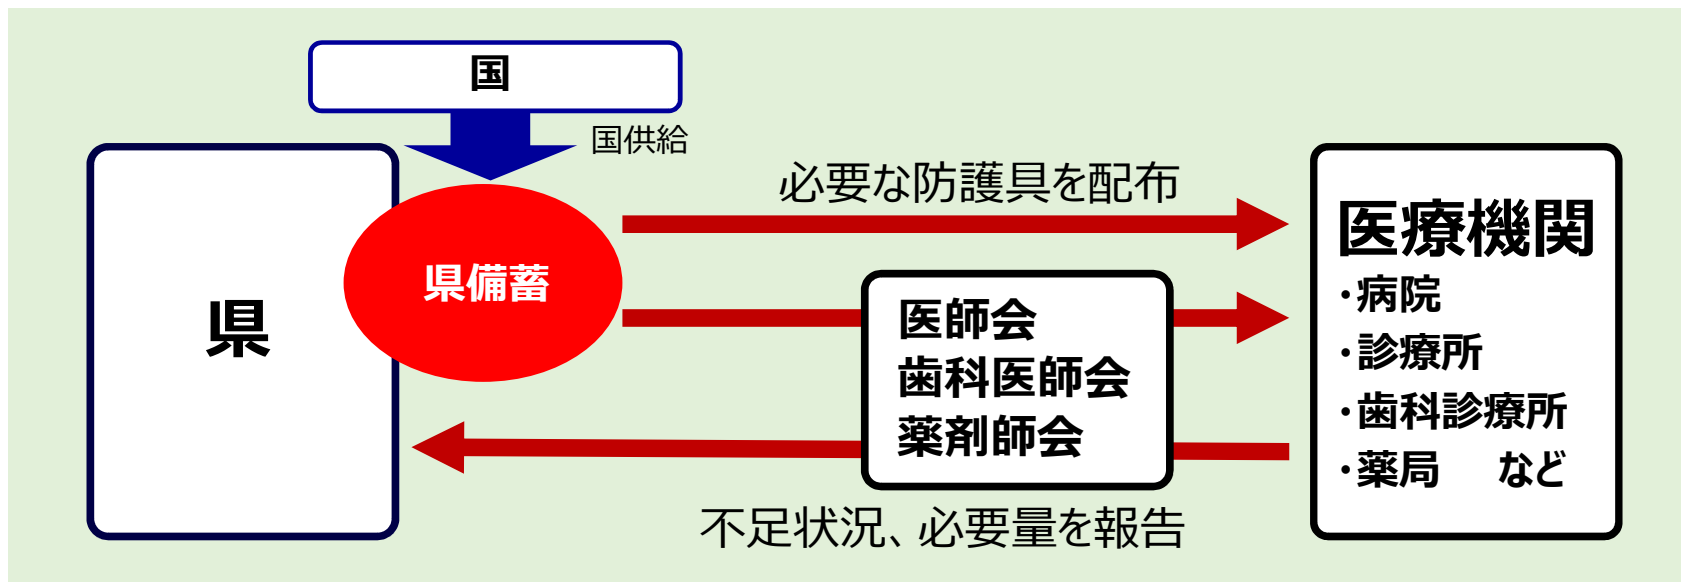 国
国供給
県
県備蓄
必要な防護具を配布
医師会
歯科医師会
薬剤師会
不足状況、必要量を報告
医療機関
・病院
・診療所
・歯科診療所
・薬局　など